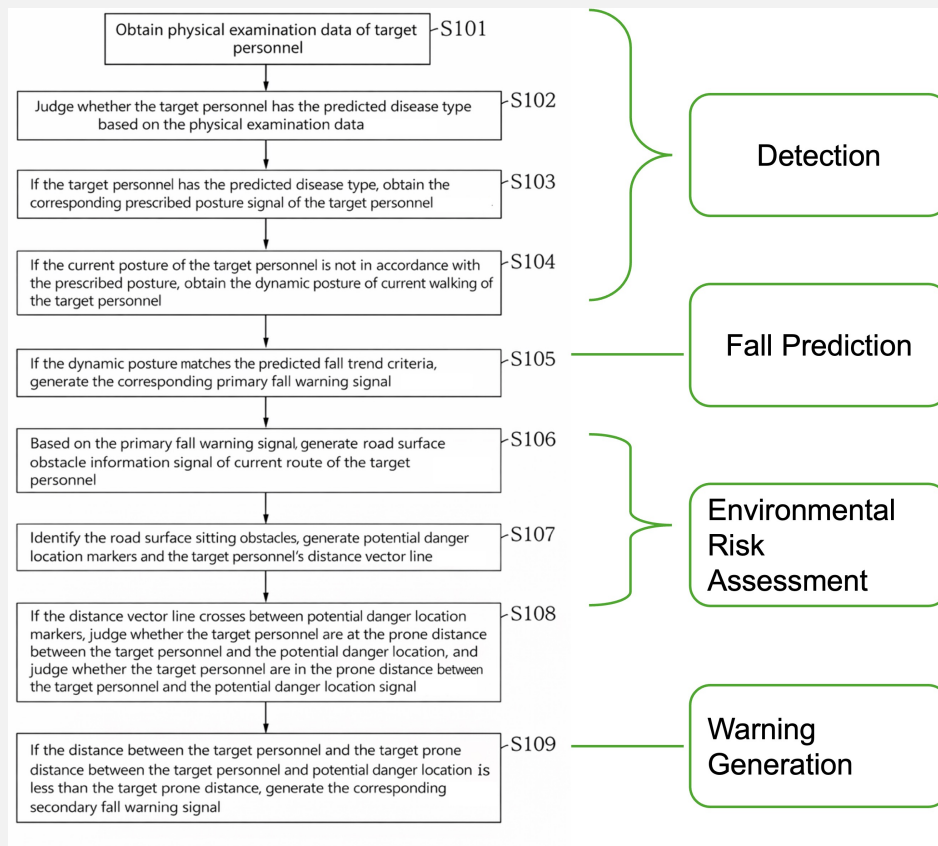 Obtain physical examination data of target
personnel
S101
Judge whether the target personnel has the predicted disease type
based on the physical examination data
S102
If the target personnel has the predicted disease type, obtain the
corresponding prescribed posture signal of the target personnel
S103
If the current posture of the target personnel is not in accordance with
the prescribed posture, obtain the dynamic posture of current walking of
the target personnel
S104
If the dynamic posture matches the predicted fall trend criteria,
generate the corresponding primary fall warning signal
S105
Based on the primary fall warning signal, generate road surface
obstacle information signal of current route of the target
personnel
S106
Identify the road surface sitting obstacles, generate potential danger
location markers and the target personnel's distance vector line
S107
If the distance vector line crosses between potential danger location
markers, judge whether the target personnel are at the prone distance
between the target personnel and the potential danger location, and
judge whether the target personnel are in the prone distance between
the target personnel and the potential danger location signal
S108
If the distance between the target personnel and the target prone
distance between the target personnel and potential danger location is
less than the target prone distance, generate the corresponding
secondary fall warning signal
S109
Detection
Fall Prediction
Environmental
Risk
Assessment
Warning
Generation